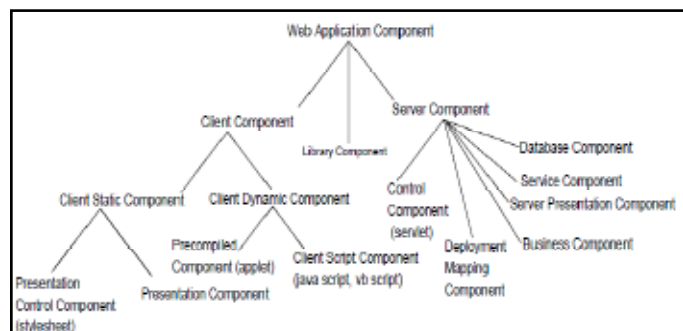 Web Application Component
Server Component
Client Component
Library Component
Database Component
Service Component
Server Presentation Component
Business Component
Control
Component
(servlet)
Deployment
Mapping
Component
Client Static Component
Client Dynamic Component
Precompiled
Component (applet)
Client Script Component
(java script, vb script)
Presentation
Control Component
(stylesheet)
Presentation Component